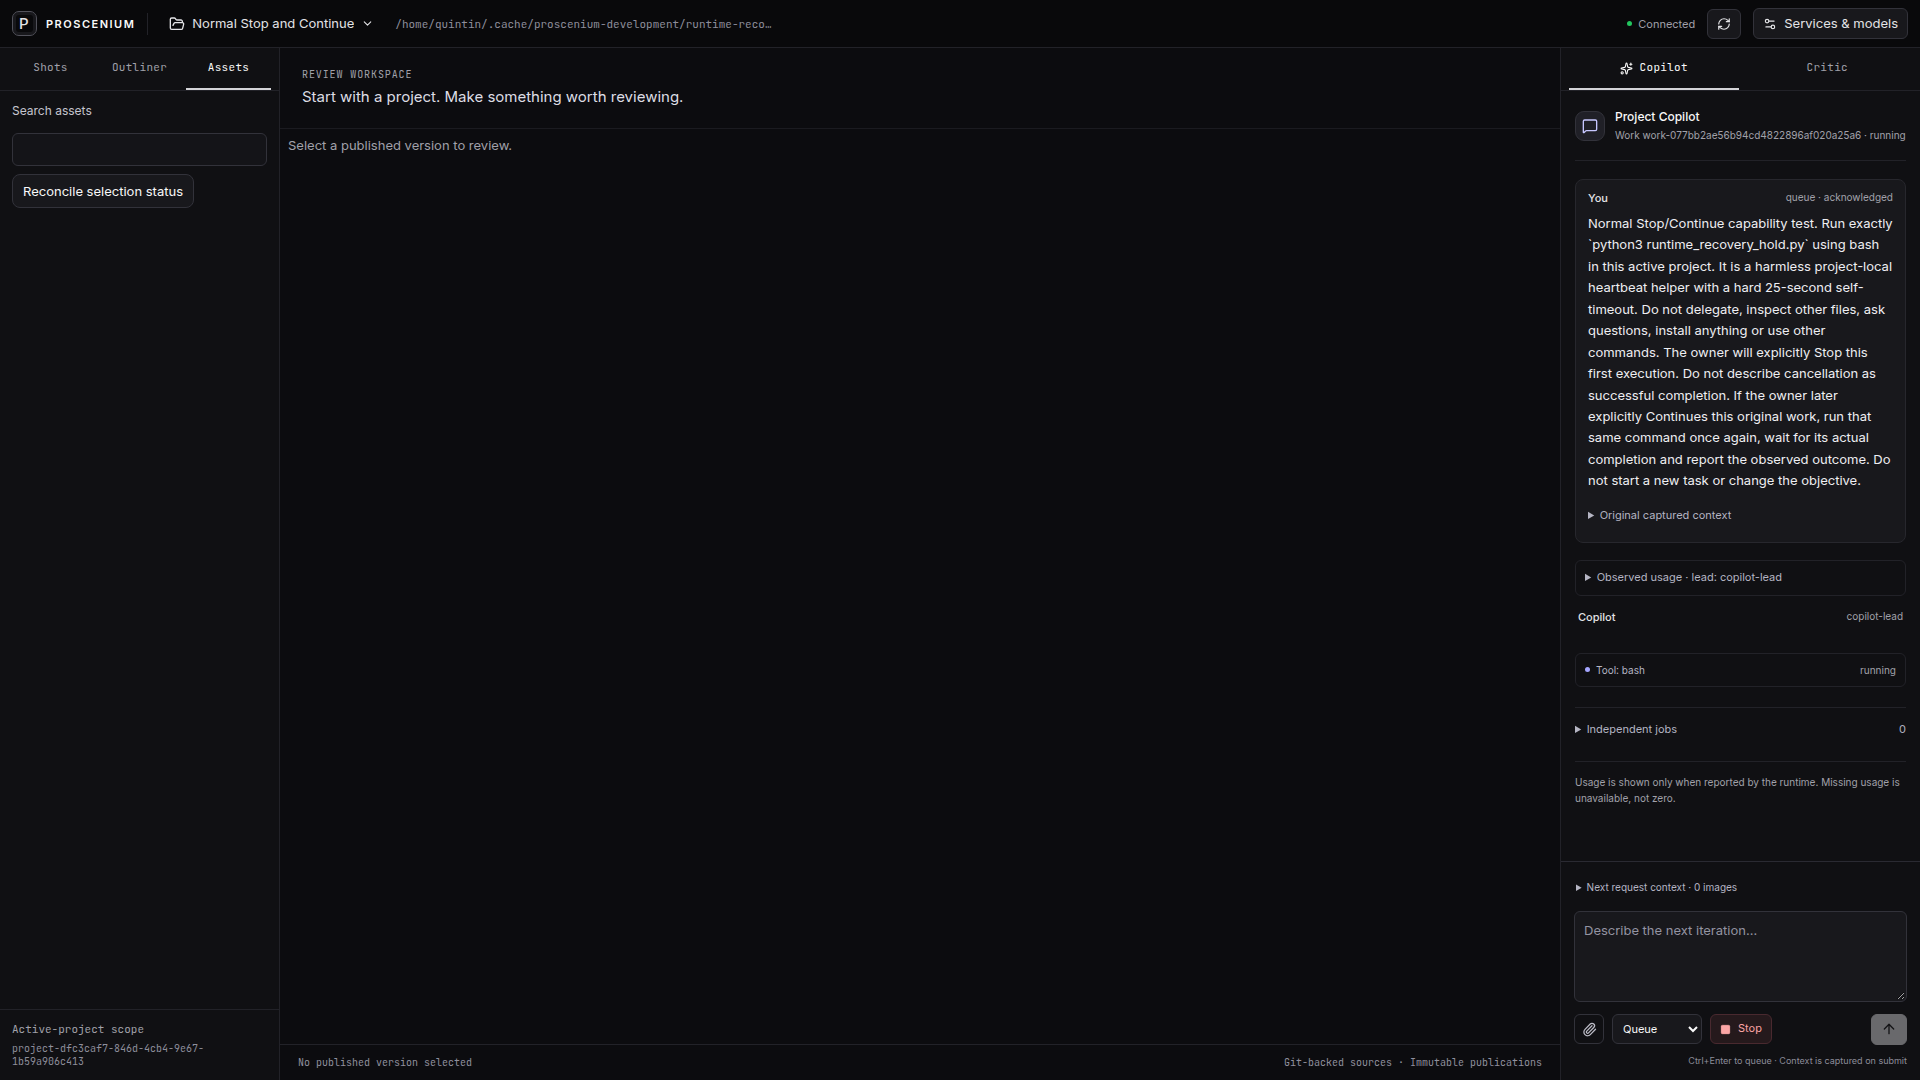 P PROSCENIUM
Normal Stop and Continue
/home/quintin/.cache/proscenium-development/runtime-reco…
Connected
Services & models
Shots Outliner Assets
Search assets
Reconcile selection status
Active-project scope
project-dfc3caf7-846d-4cb4-9e67-
1b59a906c413
REVIEW WORKSPACE
Start with a project. Make something worth reviewing.
Select a published version to review.
No published version selected
Git-backed sources · Immutable publications
Copilot Critic
Project Copilot
Work work-077bb2ae56b94cd4822896af020a25a6 · running
You queue · acknowledged
Normal Stop/Continue capability test. Run exactly
`python3 runtime_recovery_hold.py` using bash
in this active project. It is a harmless project-local
heartbeat helper with a hard 25-second self-
timeout. Do not delegate, inspect other files, ask
questions, install anything or use other
commands. The owner will explicitly Stop this
first execution. Do not describe cancellation as
successful completion. If the owner later
explicitly Continues this original work, run that
same command once again, wait for its actual
completion and report the observed outcome. Do
not start a new task or change the objective.
Original captured context
Observed usage · lead: copilot-lead
Copilot copilot-lead
Tool: bash running
Independent jobs 0
Usage is shown only when reported by the runtime. Missing usage is
unavailable, not zero.
Next request context · 0 images
Describe the next iteration...
Queue Stop
Ctrl+Enter to queue · Context is captured on submit